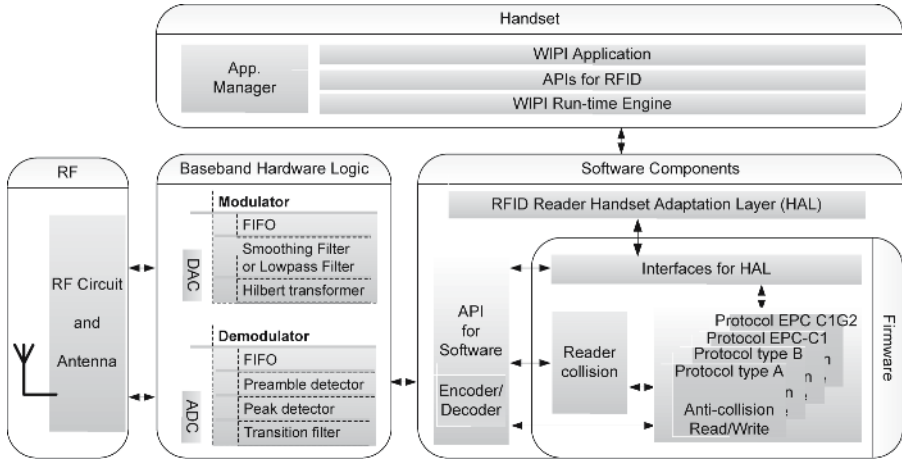 Handset
App.
Manager
WIPI Application
APIs for RFID
WIPI Run-time Engine
RF
RF Circuit
and
Antenna
Baseband Hardware Logic
Modulator
FIFO
Smoothing Filter
or Lowpass Filter
Hilbert transformer
DAC
Demodulator
FIFO
Preamble detector
Peak detector
Transition filter
ADC
Software Components
RFID Reader Handset Adaptation Layer (HAL)
API
for
Software
Encoder/
Decoder
Interfaces for HAL
Reader
collision
Protocol EPC C1G2
Protocol EPC-C1
Protocol type B
Protocol type A
Anti-collision
Read/Write
Firmware